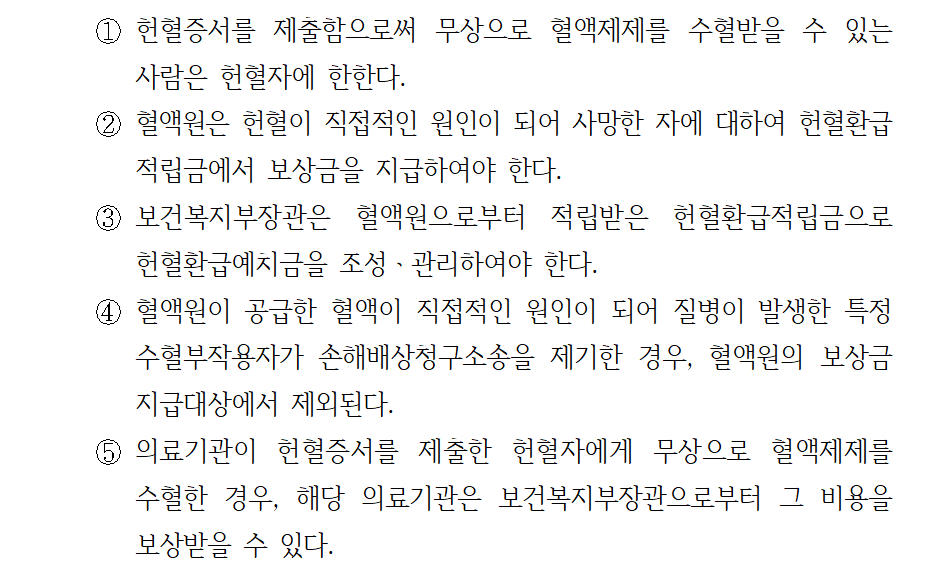 ① 헌혈증서를 제출함으로써 무상으로 혈액제제를 수혈받을 수 있는
사람은 헌혈자에 한한다.
② 혈액원은 헌혈이 직접적인 원인이 되어 사망한 자에 대하여 헌혈환급
적립금에서 보상금을 지급하여야 한다.
③ 보건복지부장관은 혈액원으로부터 적립받은 헌혈환급적립금으로
헌혈환급예치금을 조성ㆍ관리하여야 한다.
④ 혈액원이 공급한 혈액이 직접적인 원인이 되어 질병이 발생한 특정
수혈부작용자가 손해배상청구소송을 제기한 경우, 혈액원의 보상금
지급대상에서 제외된다.
⑤ 의료기관이 헌혈증서를 제출한 헌혈자에게 무상으로 혈액제제를
수혈한 경우, 해당 의료기관은 보건복지부장관으로부터 그 비용을
보상받을 수 있다.